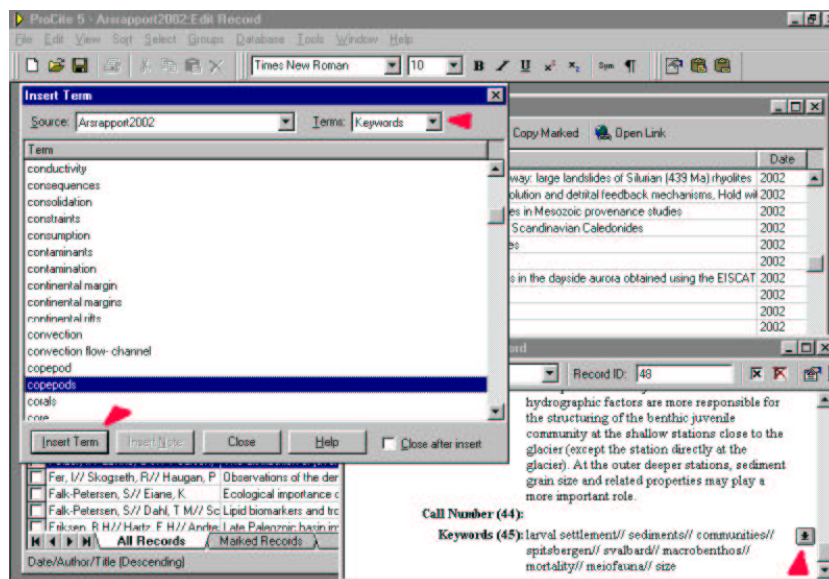 ProCite 5 - Arsrapport2002:Edit Record
File Edit View Sort Select Groups Database Tools Window Help
Times New Roman 10 B I U x² x₂ Sym ¶
Insert Term
Source: Arsrapport2002 Terms: Keywords
Term
conductivity
consequences
consolidation
constraints
consumption
contaminants
contamination
continental margin
continental margins
continental rifts
convection
convection flow- channel
copepod
copepods
corals
core
Insert Term Insert Note Close Help Close after insert
Copy Marked Open Link
Date
way: large landslides of Silurian (439 Ma) rhyolites 2002
olution and detrital feedback mechanisms, Hold wil 2002
es in Mesozoic provenance studies 2002
Scandinavian Caledonides 2002
es 2002
2002
s in the dayside aurora obtained using the EISCAT 2002
2002
2002
2002
ord
Record ID: 48
hydrographic factors are more responsible for
the structuring of the benthic juvenile
community at the shallow stations close to the
glacier (except the station directly at the
glacier). At the outer deeper stations, sediment
grain size and related properties may play a
more important role.
Call Number (44):
Keywords (45): larval settlement// sediments// communities//
spitsbergen// svalbard// macrobenthos//
mortality// meiofauna// size
Fer, I// Skogseth, R// Haugan, P Observations of the der
Falk-Petersen, S// Eiane, K. Ecological importance c
Falk-Petersen, S// Dahl, T M// Sc Lipid biomarkers and tro
Eriksen, B H// Hartz, E H// Andre Late Paleozoic basin in
All Records Marked Records
Date/Author/Title (Descending)